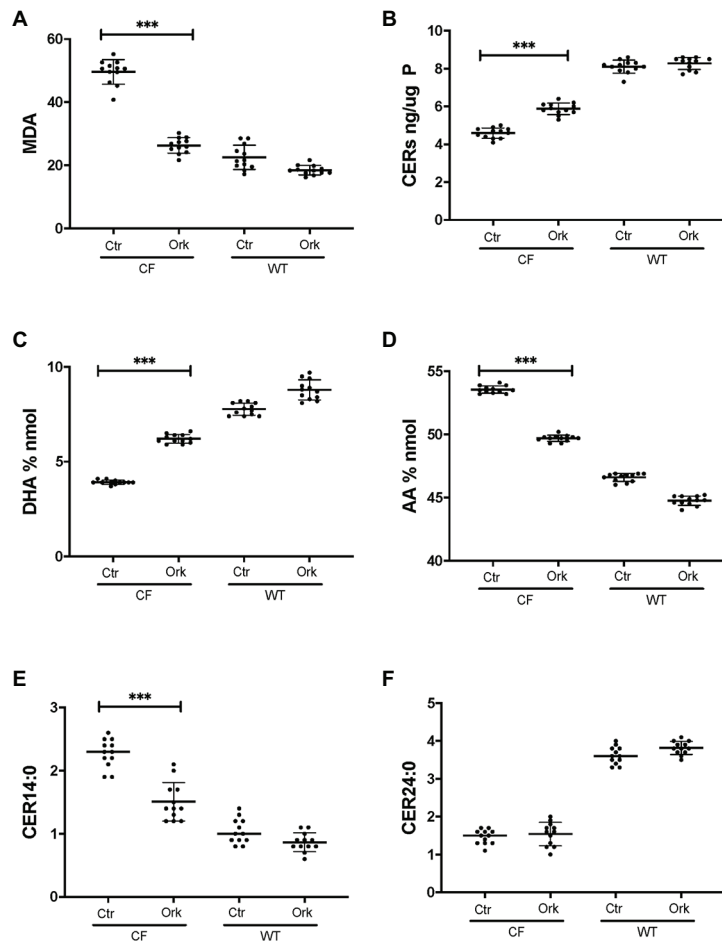 A
***
60
40
20
0
MDA
Ctr Ork Ctr Ork
CF WT
B
***
10
8
6
4
2
0
CERs ng/ug P
Ctr Ork Ctr Ork
CF WT
C
***
10
5
0
DHA % nmol
Ctr Ork Ctr Ork
CF WT
D
***
55
50
45
40
AA % nmol
Ctr Ork Ctr Ork
CF WT
E
***
3
2
1
0
CER14:0
Ctr Ork Ctr Ork
CF WT
F
5
4
3
2
1
0
CER24:0
Ctr Ork Ctr Ork
CF WT